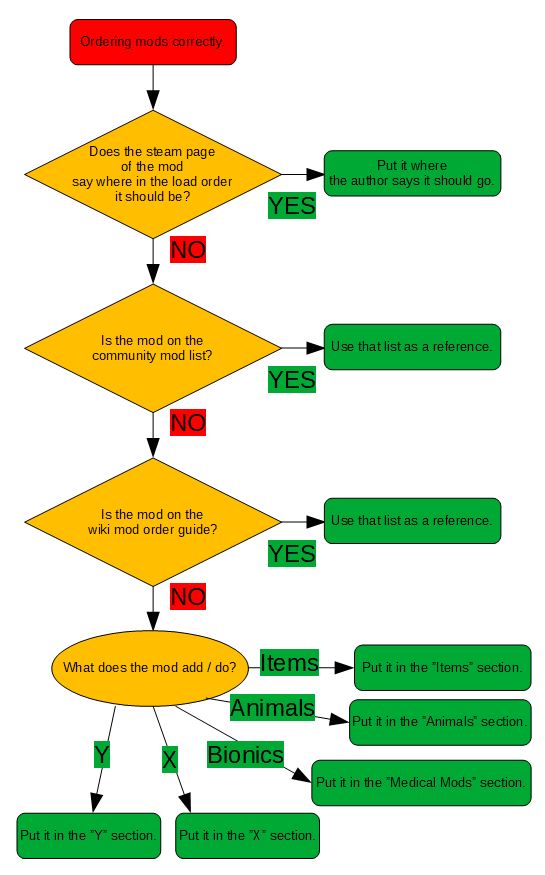 Ordering mods correctly.
Does the steam page
of the mod
say where in the load order
it should be?
YES
Put it where
the author says it should go.
NO
Is the mod on the
community mod list?
YES
Use that list as a reference.
NO
Is the mod on the
wiki mod order guide?
YES
Use that list as a reference.
NO
What does the mod add / do?
Items
Put it in the "Items" section.
Animals
Put it in the "Animals" section.
Bionics
Put it in the "Medical Mods" section.
Y
X
Put it in the "Y" section.
Put it in the "X" section.